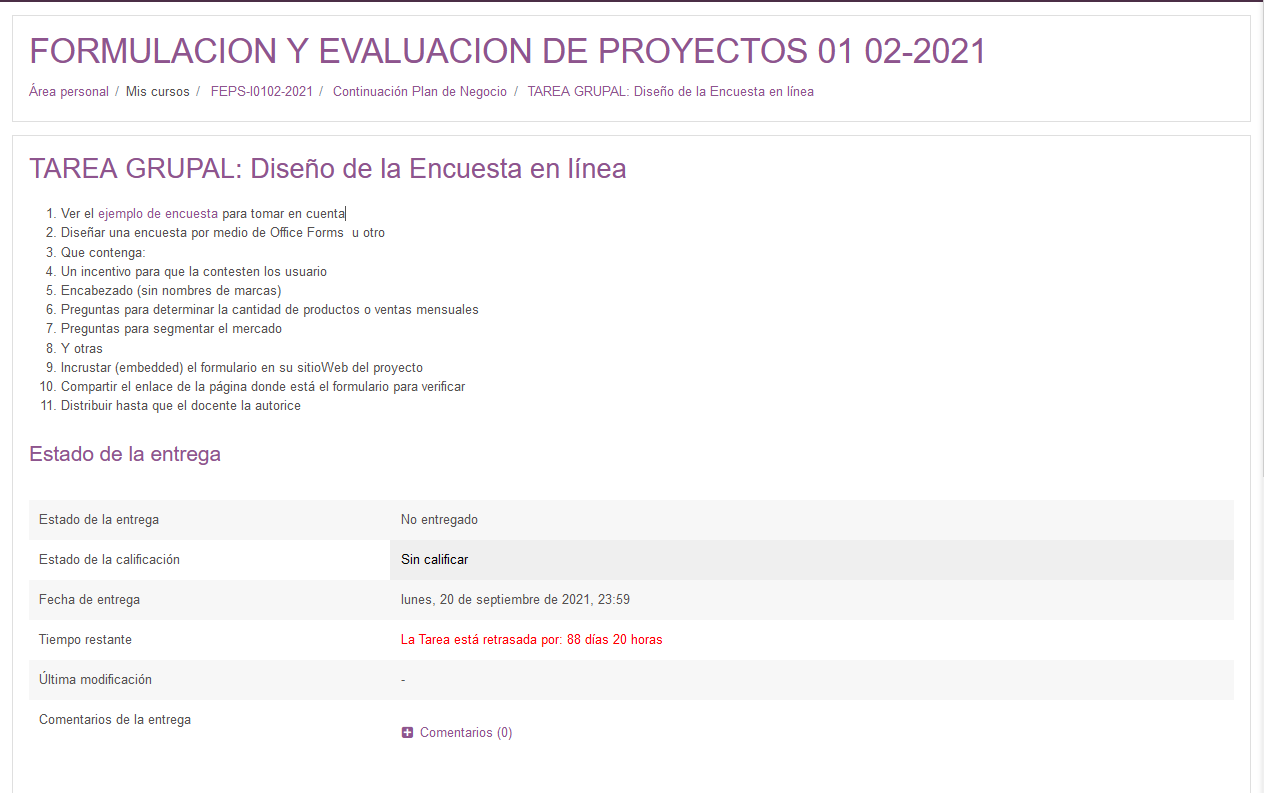 FORMULACION Y EVALUACION DE PROYECTOS 01 02-2021
Área personal / Mis cursos / FEPS-I0102-2021 / Continuación Plan de Negocio / TAREA GRUPAL: Diseño de la Encuesta en línea
TAREA GRUPAL: Diseño de la Encuesta en línea
1. Ver el ejemplo de encuesta para tomar en cuenta
2. Diseñar una encuesta por medio de Office Forms  u otro
3. Que contenga:
4. Un incentivo para que la contesten los usuario
5. Encabezado (sin nombres de marcas)
6. Preguntas para determinar la cantidad de productos o ventas mensuales
7. Preguntas para segmentar el mercado
8. Y otras
9. Incrustar (embedded) el formulario en su sitioWeb del proyecto
10. Compartir el enlace de la página donde está el formulario para verificar
11. Distribuir hasta que el docente la autorice
Estado de la entrega
Estado de la entrega No entregado
Estado de la calificación Sin calificar
Fecha de entrega lunes, 20 de septiembre de 2021, 23:59
Tiempo restante La Tarea está retrasada por: 88 días 20 horas
Última modificación -
Comentarios de la entrega
Comentarios (0)